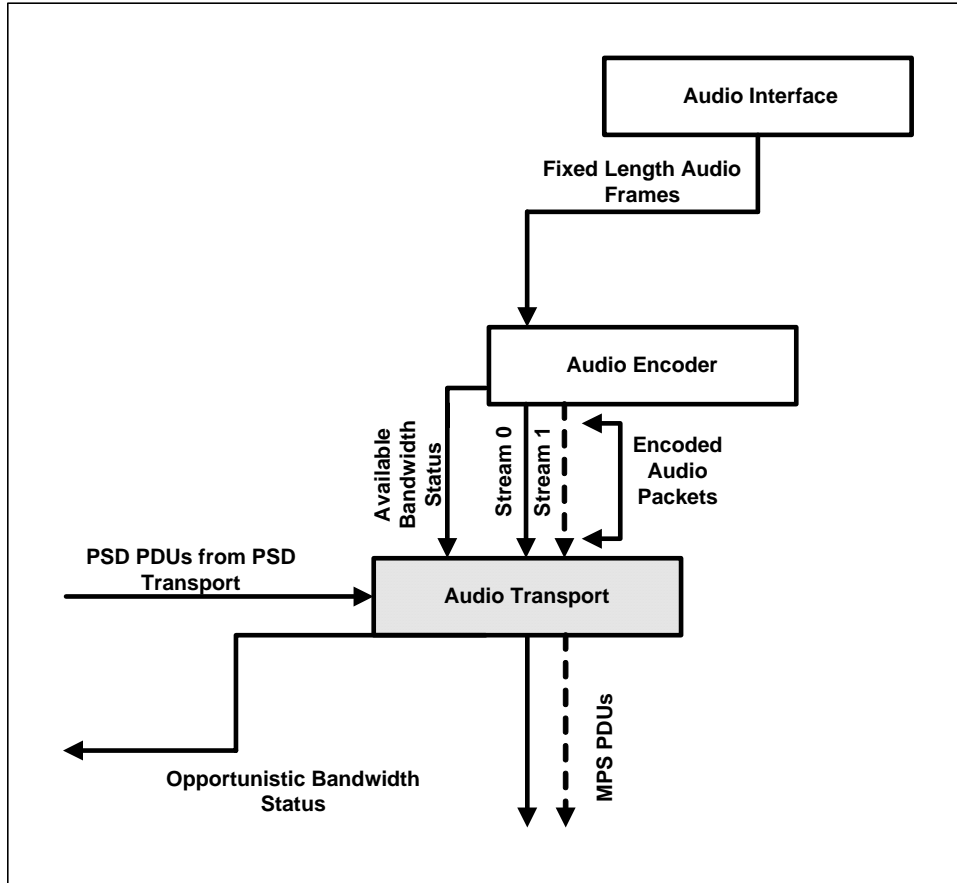 Audio Interface
Fixed Length Audio
Frames
Audio Encoder
Available
Bandwidth
Status
Stream 0
Stream 1
Encoded
Audio
Packets
PSD PDUs from PSD
Transport
Audio Transport
Opportunistic Bandwidth
Status
MPS PDUs